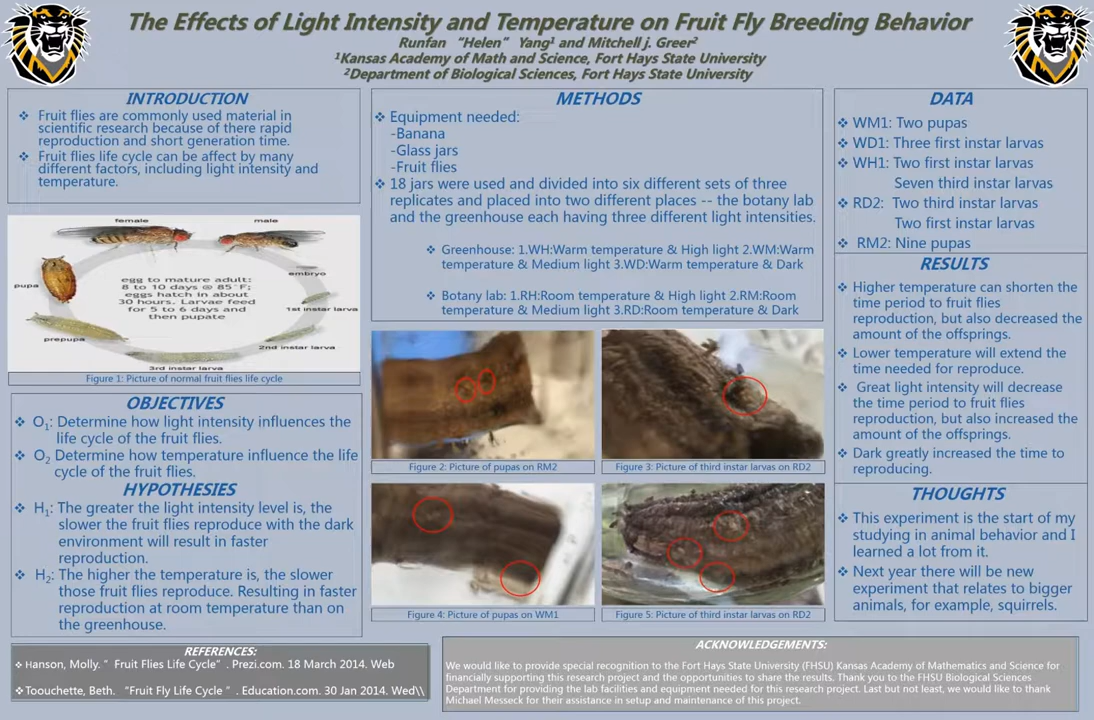 The Effects of Light Intensity and Temperature on Fruit Fly Breeding Behavior
Runfan “Helen” Yang¹ and Mitchell j. Greer²
¹Kansas Academy of Math and Science, Fort Hays State University
²Department of Biological Sciences, Fort Hays State University
INTRODUCTION
❖ Fruit flies are commonly used material in
scientific research because of there rapid
reproduction and short generation time.
❖ Fruit flies life cycle can be affect by many
different factors, including light intensity and
temperature.
female
male
embryo
1st instar larva
2nd instar larva
3rd instar larva
prepupa
pupa
egg to mature adult:
8 to 10 days @ 85°F;
eggs hatch in about
30 hours. Larvae feed
for 5 to 6 days and
then pupate
Figure 1: Picture of normal fruit flies life cycle
OBJECTIVES
❖ O₁: Determine how light intensity influences the
life cycle of the fruit flies.
❖ O₂ Determine how temperature influence the life
cycle of the fruit flies.
HYPOTHESIES
❖ H₁: The greater the light intensity level is, the
slower the fruit flies reproduce with the dark
environment will result in faster
reproduction.
❖ H₂: The higher the temperature is, the slower
those fruit flies reproduce. Resulting in faster
reproduction at room temperature than on
the greenhouse.
REFERENCES:
❖ Hanson, Molly. ” Fruit Flies Life Cycle” . Prezi.com. 18 March 2014. Web
❖ Toouchette, Beth. “Fruit Fly Life Cycle ” . Education.com. 30 Jan 2014. Wed\\
METHODS
❖ Equipment needed:
-Banana
-Glass jars
-Fruit flies
❖ 18 jars were used and divided into six different sets of three
replicates and placed into two different places -- the botany lab
and the greenhouse each having three different light intensities.
❖ Greenhouse: 1.WH:Warm temperature & High light 2.WM:Warm
temperature & Medium light 3.WD:Warm temperature & Dark
❖ Botany lab: 1.RH:Room temperature & High light 2.RM:Room
temperature & Medium light 3.RD:Room temperature & Dark
Figure 2: Picture of pupas on RM2
Figure 3: Picture of third instar larvas on RD2
Figure 4: Picture of pupas on WM1
Figure 5: Picture of third instar larvas on RD2
DATA
❖ WM1: Two pupas
❖ WD1: Three first instar larvas
❖ WH1: Two first instar larvas
Seven third instar larvas
❖ RD2: Two third instar larvas
Two first instar larvas
❖ RM2: Nine pupas
RESULTS
❖ Higher temperature can shorten the
time period to fruit flies
reproduction, but also decreased the
amount of the offsprings.
❖ Lower temperature will extend the
time needed for reproduce.
❖ Great light intensity will decrease
the time period to fruit flies
reproduction, but also increased the
amount of the offsprings.
❖ Dark greatly increased the time to
reproducing.
THOUGHTS
❖ This experiment is the start of my
studying in animal behavior and I
learned a lot from it.
❖ Next year there will be new
experiment that relates to bigger
animals, for example, squirrels.
ACKNOWLEDGEMENTS:
We would like to provide special recognition to the Fort Hays State University (FHSU) Kansas Academy of Mathematics and Science for
financially supporting this research project and the opportunities to share the results. Thank you to the FHSU Biological Sciences
Department for providing the lab facilities and equipment needed for this research project. Last but not least, we would like to thank
Michael Messeck for their assistance in setup and maintenance of this project.